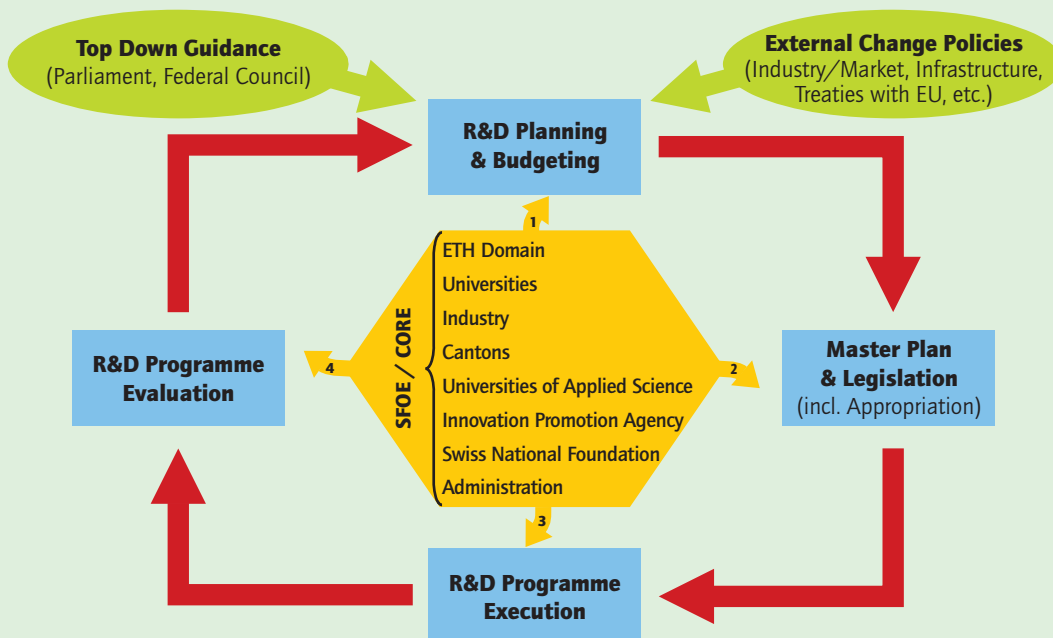 Top Down Guidance
(Parliament, Federal Council)
External Change Policies
(Industry/Market, Infrastructure,
Treaties with EU, etc.)
R&D Planning
& Budgeting
1
ETH Domain
Universities
Industry
Cantons
Universities of Applied Science
Innovation Promotion Agency
Swiss National Foundation
Administration
SFOE / CORE
R&D Programme
Evaluation
4
2
Master Plan
& Legislation
(incl. Appropriation)
3
R&D Programme
Execution